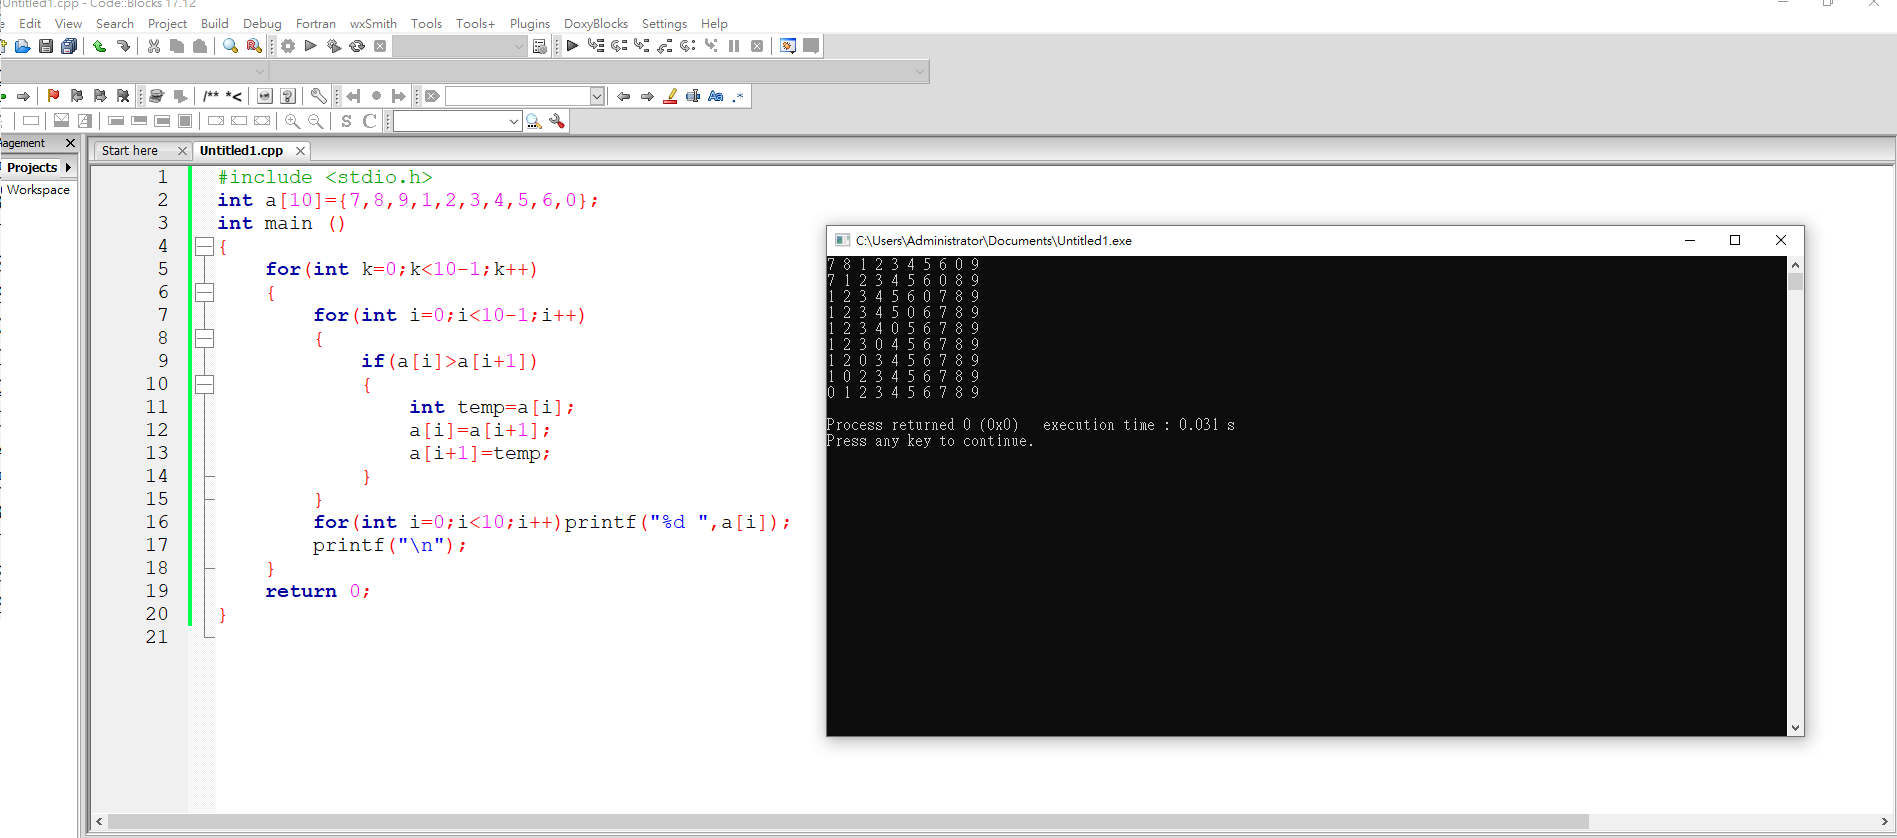 Untitled1.cpp - Code::Blocks 17.12
Edit View Search Project Build Debug Fortran wxSmith Tools Tools+ Plugins DoxyBlocks Settings Help
/** *<
Aa .*
S C
agement
Projects
Workspace
Start here Untitled1.cpp
1 #include <stdio.h>
2 int a[10]={7,8,9,1,2,3,4,5,6,0};
3 int main ()
4 {
5 for(int k=0;k<10-1;k++)
6 {
7 for(int i=0;i<10-1;i++)
8 {
9 if(a[i]>a[i+1])
10 {
11 int temp=a[i];
12 a[i]=a[i+1];
13 a[i+1]=temp;
14 }
15 }
16 for(int i=0;i<10;i++)printf("%d ",a[i]);
17 printf("\n");
18 }
19 return 0;
20 }
21
C:\Users\Administrator\Documents\Untitled1.exe
7 8 1 2 3 4 5 6 0 9
7 1 2 3 4 5 6 0 8 9
1 2 3 4 5 6 0 7 8 9
1 2 3 4 5 0 6 7 8 9
1 2 3 4 0 5 6 7 8 9
1 2 3 0 4 5 6 7 8 9
1 2 0 3 4 5 6 7 8 9
1 0 2 3 4 5 6 7 8 9
0 1 2 3 4 5 6 7 8 9
Process returned 0 (0x0) execution time : 0.031 s
Press any key to continue.